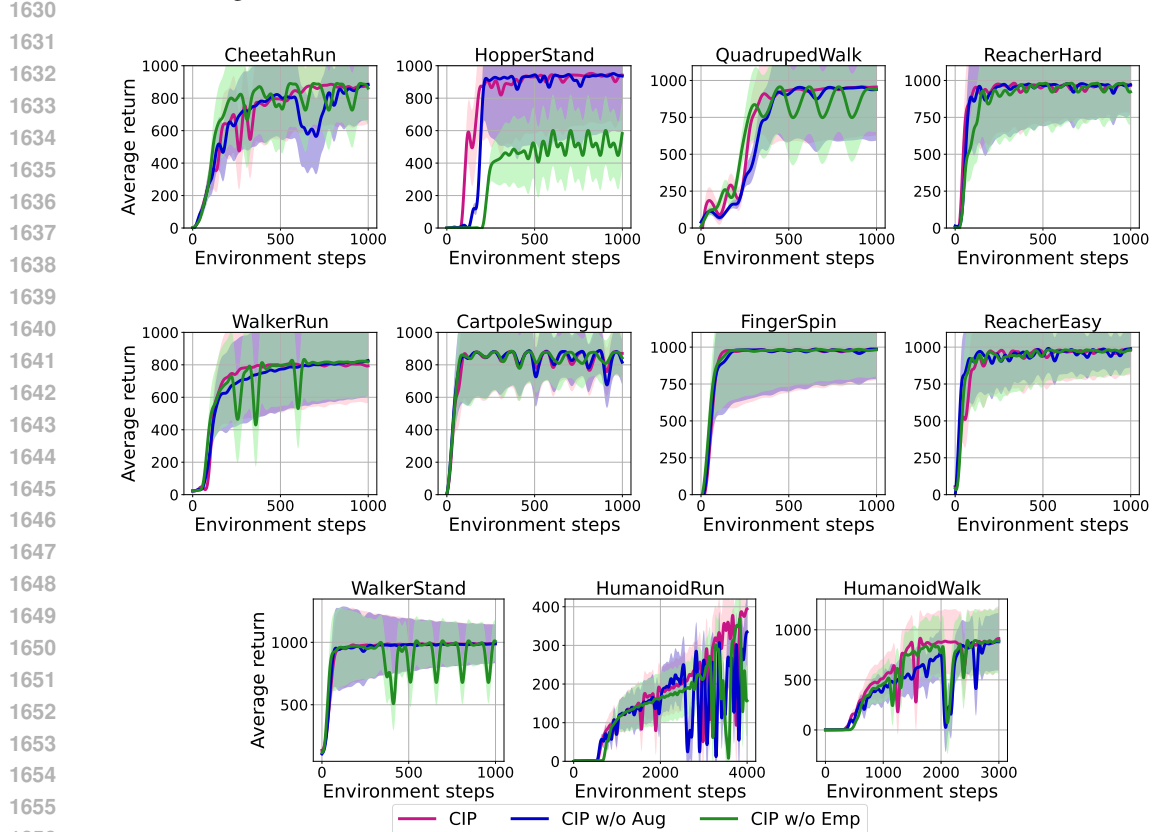 1630
1631
1632
1633
1634
1635
1636
1637
1638
1639
1640
1641
1642
1643
1644
1645
1646
1647
1648
1649
1650
1651
1652
1653
1654
1655
CheetahRun HopperStand QuadrupedWalk ReacherHard
Average return
1000 800 600 400 200 0
1000 800 600 400 200 0
1000 750 500 250 0
1000 750 500 250 0
0 500 1000 0 500 1000 0 500 1000 0 500 1000
Environment steps Environment steps Environment steps Environment steps
WalkerRun CartpoleSwingup FingerSpin ReacherEasy
Average return
1000 800 600 400 200 0
1000 800 600 400 200 0
1000 750 500 250 0
1000 750 500 250 0
0 500 1000 0 500 1000 0 500 1000 0 500 1000
Environment steps Environment steps Environment steps Environment steps
WalkerStand HumanoidRun HumanoidWalk
Average return
1000 500
400 300 200 100 0
1000 500 0
0 500 1000 0 2000 4000 0 1000 2000 3000
Environment steps Environment steps Environment steps
CIP CIP w/o Aug CIP w/o Emp